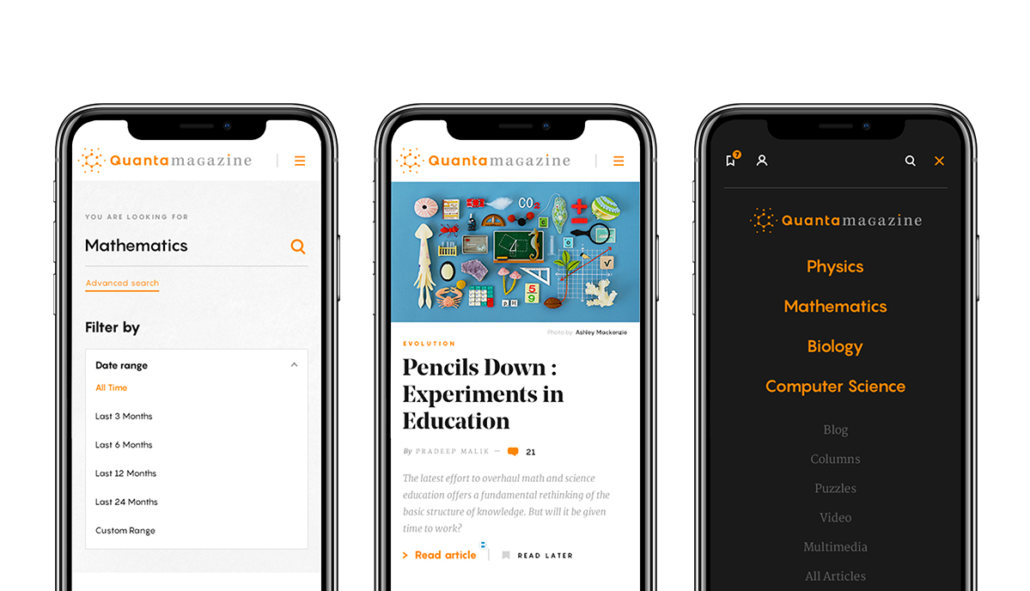 Quantamagazine
YOU ARE LOOKING FOR
Mathematics
Advanced search
Filter by
Date range
All Time
Last 3 Months
Last 6 Months
Last 12 Months
Last 24 Months
Custom Range
Quantamagazine
CO2
Photo by Ashley Mackenzie
EVOLUTION
Pencils Down :
Experiments in
Education
By PRADEEP MALIK — 21
The latest effort to overhaul math and science
education offers a fundamental rethinking of the
basic structure of knowledge. But will it be given
time to work?
Read article
READ LATER
7
Quantamagazine
Physics
Mathematics
Biology
Computer Science
Blog
Columns
Puzzles
Video
Multimedia
All Articles